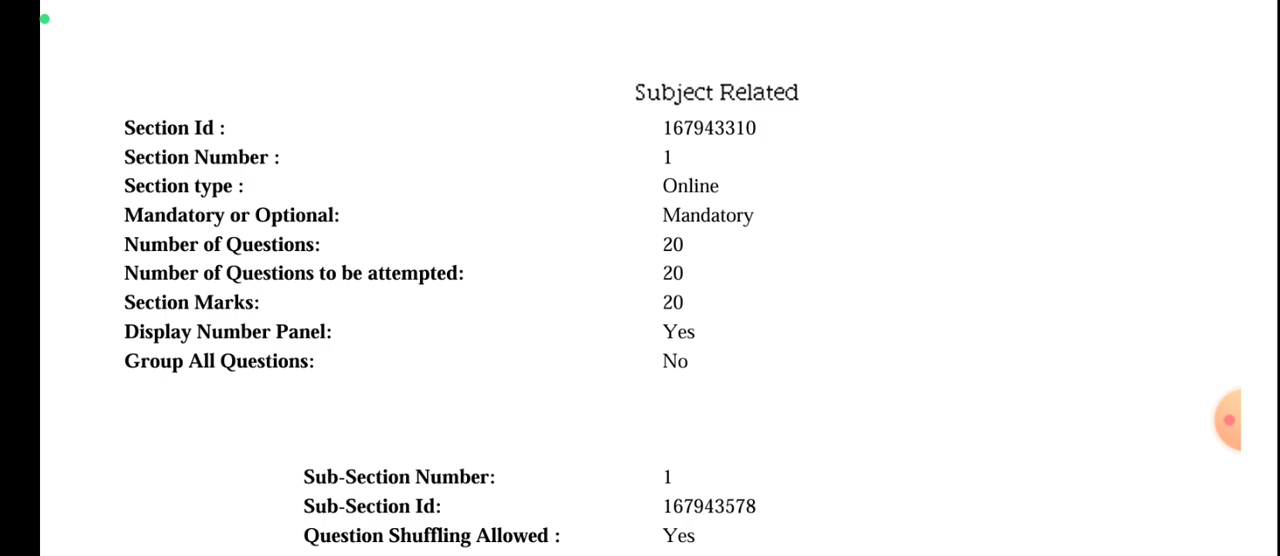 Subject Related
Section Id : 167943310
Section Number : 1
Section type : Online
Mandatory or Optional: Mandatory
Number of Questions: 20
Number of Questions to be attempted: 20
Section Marks: 20
Display Number Panel: Yes
Group All Questions: No
Sub-Section Number: 1
Sub-Section Id: 167943578
Question Shuffling Allowed : Yes